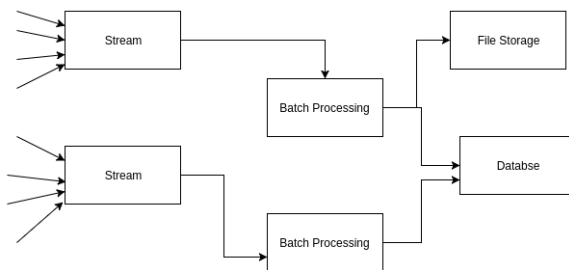 Stream
File Storage
Batch Processing
Stream
Databse
Batch Processing